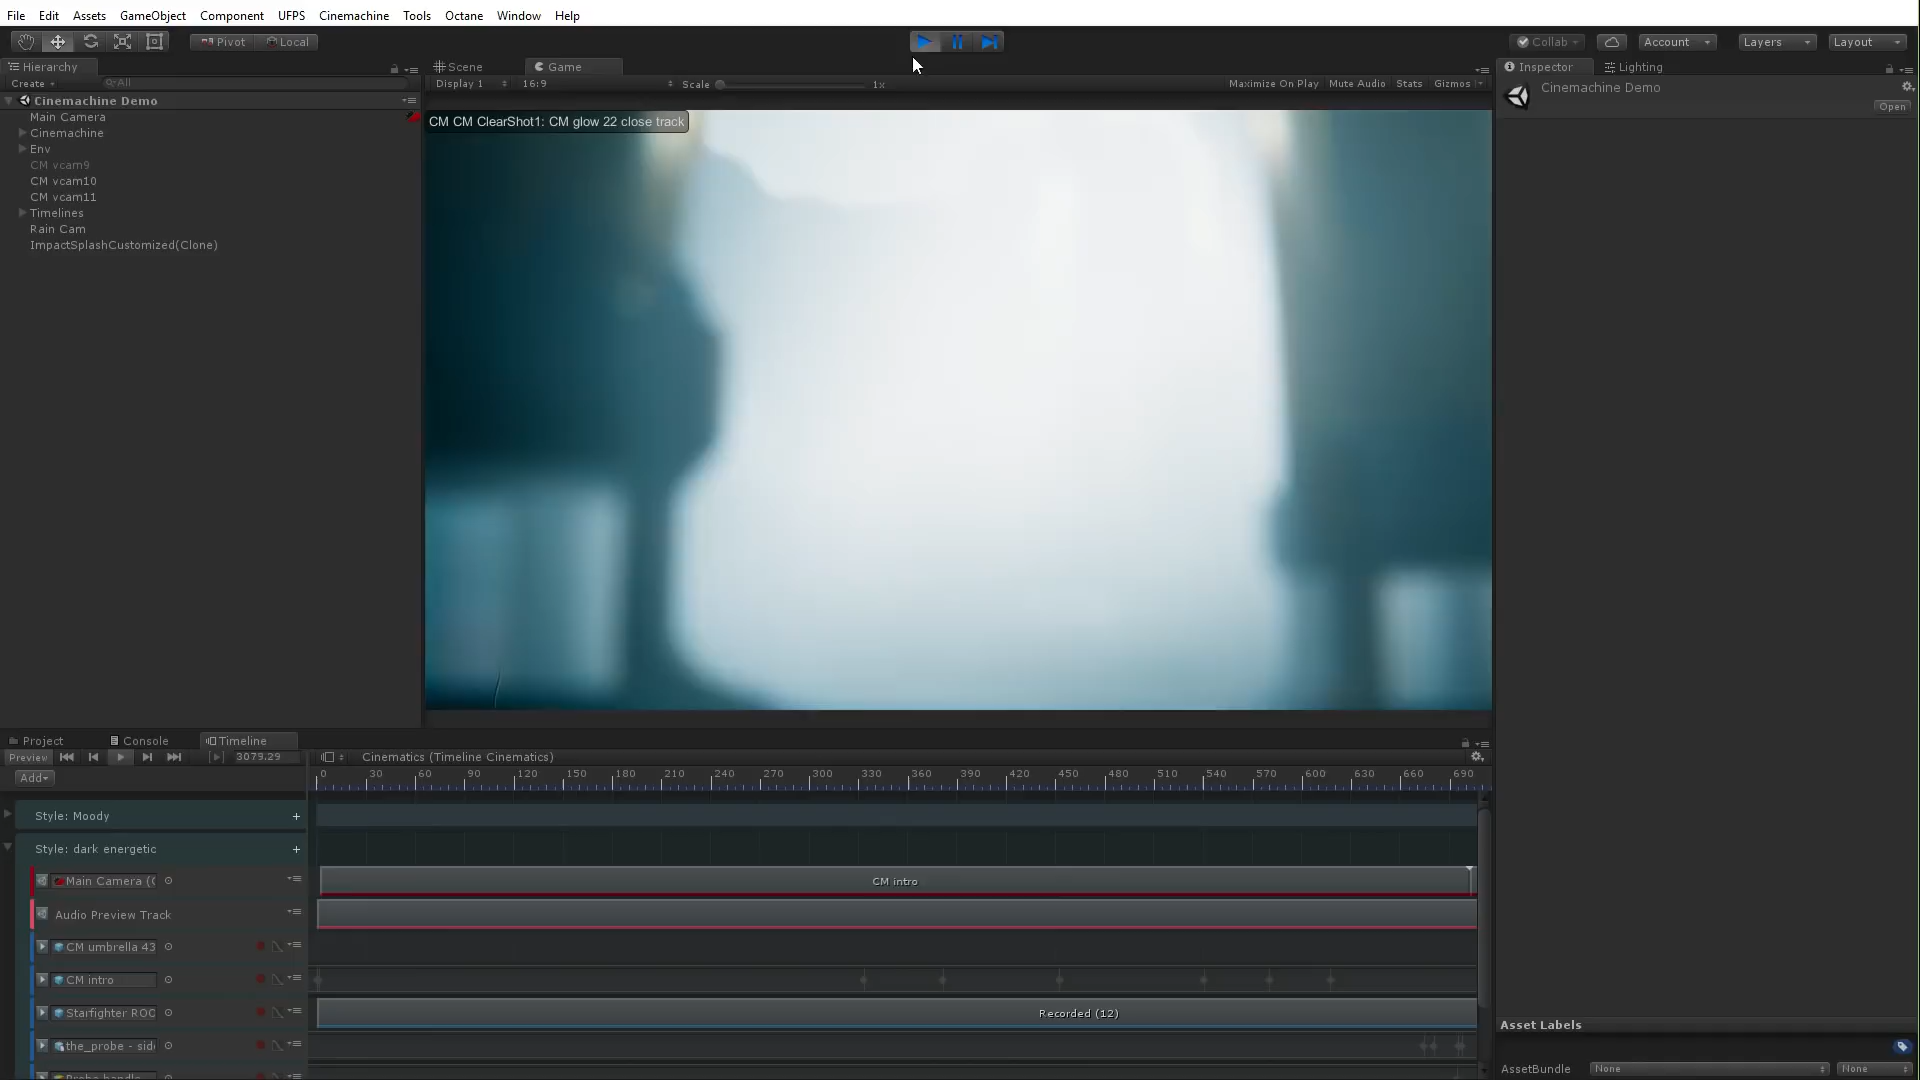 File Edit Assets GameObject Component UFPS Cinemachine Tools Octane Window Help
Pivot Local
Collab Account Layers Layout
Hierarchy
Scene Game
Inspector Lighting
Create All
Display 1 16:9 Scale 1x Maximize On Play Mute Audio Stats Gizmos
Cinemachine Demo
Open
Cinemachine Demo
Main Camera
Cinemachine
Env
CM vcam9
CM vcam10
CM vcam11
Timelines
Rain Cam
ImpactSplashCustomized(Clone)
CM CM ClearShot1: CM glow 22 close track
Project Console Timeline
Preview 3079.29 Cinematics (Timeline Cinematics)
Add
0 30 60 90 120 150 180 210 240 270 300 330 360 390 420 450 480 510 540 570 600 630 660 690
Style: Moody
Style: dark energetic
Main Camera (C
CM intro
Audio Preview Track
CM umbrella 43
CM intro
Starfighter ROO
Recorded (12)
the_probe - side
Asset Labels
AssetBundle None None